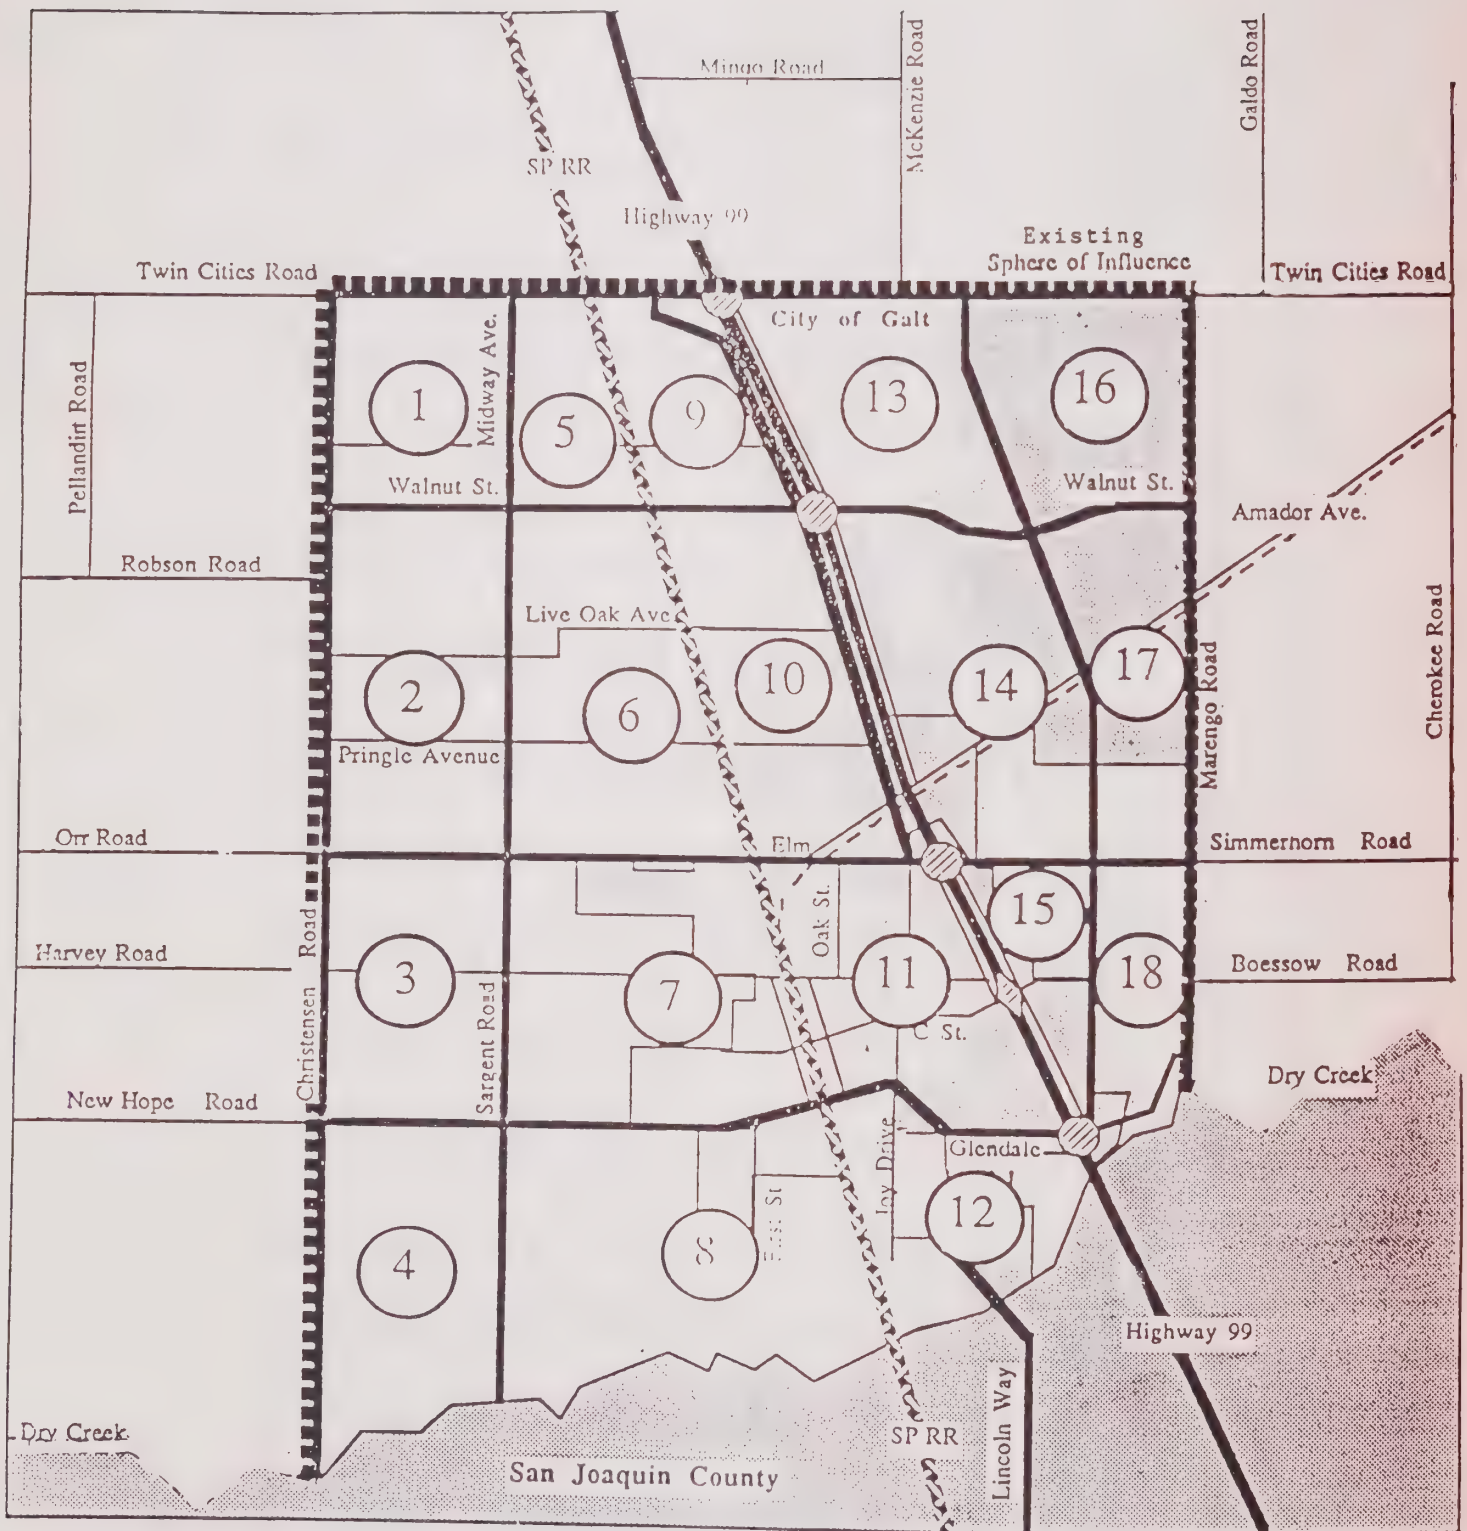 Mingo Road
McKenzie Road
Galdo Road
SP RR
Highway 99
Existing
Sphere of Influence
Twin Cities Road
Twin Cities Road
City of Galt
Pellandirt Road
Midway Ave.
1
5
9
13
16
Walnut St.
Walnut St.
Amador Ave.
Robson Road
Live Oak Ave
Cherokee Road
2
6
10
14
17
Marengo Road
Pringle Avenue
Orr Road
Elm
Simmerhorn Road
Christensen Road
Harvey Road
3
Sargent Road
7
Oak St.
11
15
18
Boessow Road
C St.
New Hope Road
Dry Creek
Glendale
Joy Drive
4
8
First St
12
Highway 99
Lincoln Way
Dry Creek
SP RR
San Joaquin County